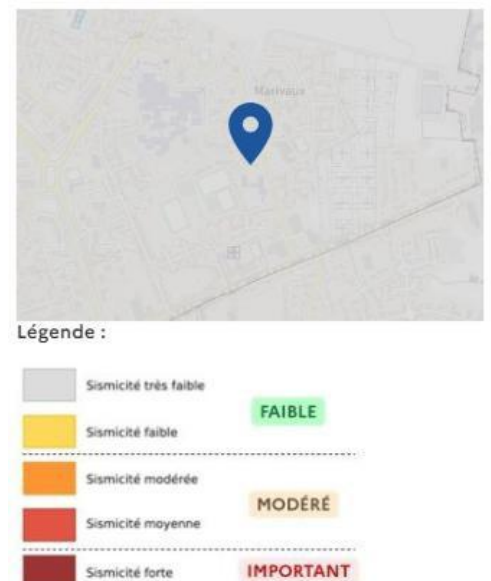 Marivaux
Légende :
Sismicité très faible
FAIBLE
Sismicité faible
Sismicité modérée
MODÉRÉ
Sismicité moyenne
Sismicité forte
IMPORTANT